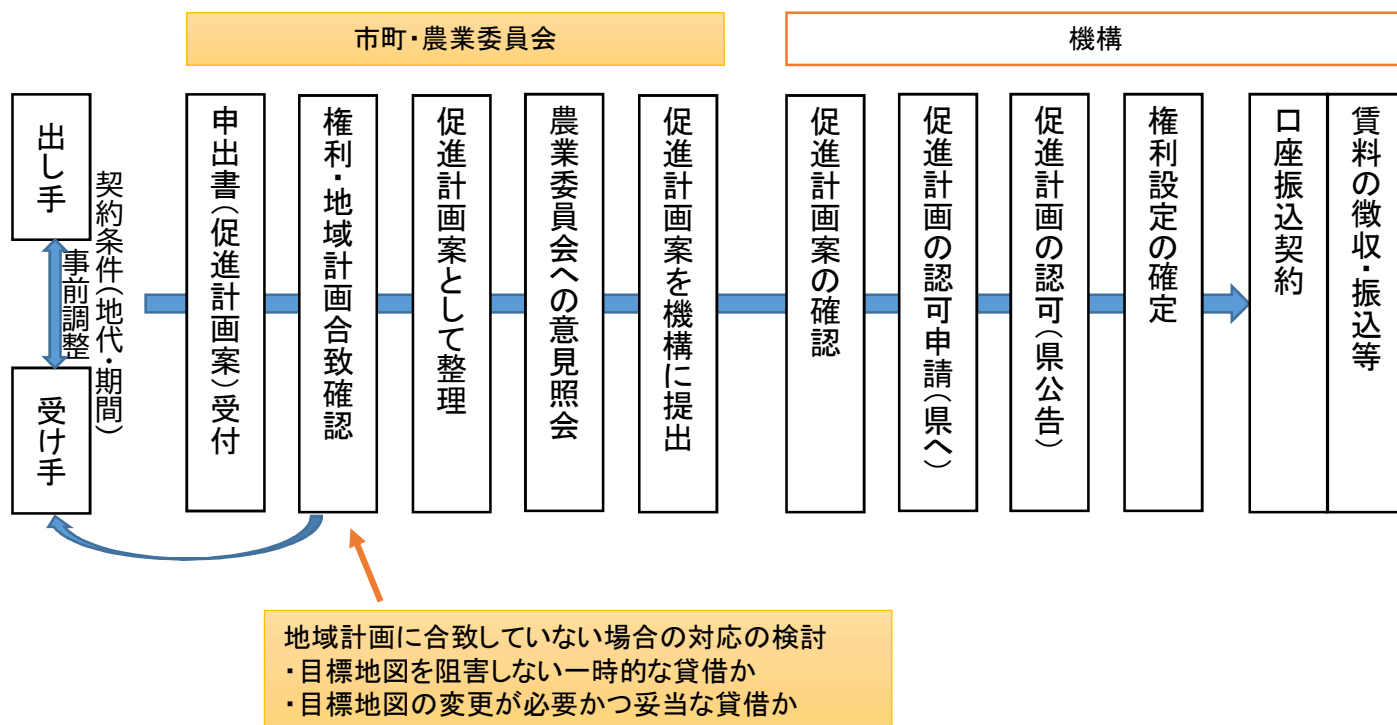 市町・農業委員会
機構
出し手
受け手
事前調整
契約条件（地代・期間）
申出書（促進計画案）受付
権利・地域計画合致確認
促進計画案として整理
農業委員会への意見照会
促進計画案を機構に提出
促進計画案の確認
促進計画の認可申請（県へ）
促進計画の認可（県公告）
権利設定の確定
口座振込契約
賃料の徴収・振込等
地域計画に合致していない場合の対応の検討
・目標地図を阻害しない一時的な貸借か
・目標地図の変更が必要かつ妥当な貸借か